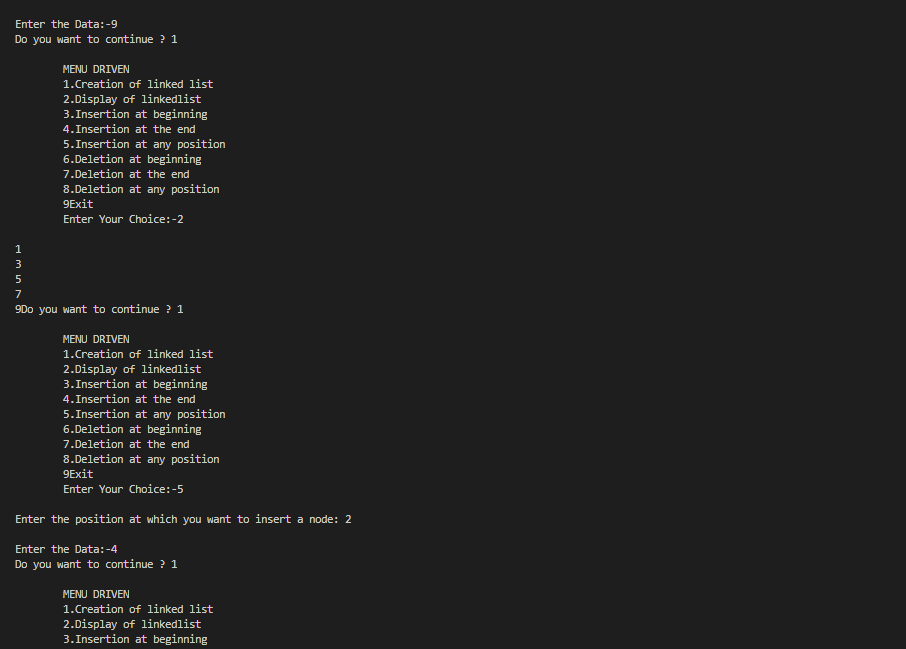 Enter the Data:-9
Do you want to continue ? 1
MENU DRIVEN
1.Creation of linked list
2.Display of linkedlist
3.Insertion at beginning
4.Insertion at the end
5.Insertion at any position
6.Deletion at beginning
7.Deletion at the end
8.Deletion at any position
9Exit
Enter Your Choice:-2
1
3
5
7
9Do you want to continue ? 1
MENU DRIVEN
1.Creation of linked list
2.Display of linkedlist
3.Insertion at beginning
4.Insertion at the end
5.Insertion at any position
6.Deletion at beginning
7.Deletion at the end
8.Deletion at any position
9Exit
Enter Your Choice:-5
Enter the position at which you want to insert a node: 2
Enter the Data:-4
Do you want to continue ? 1
MENU DRIVEN
1.Creation of linked list
2.Display of linkedlist
3.Insertion at beginning